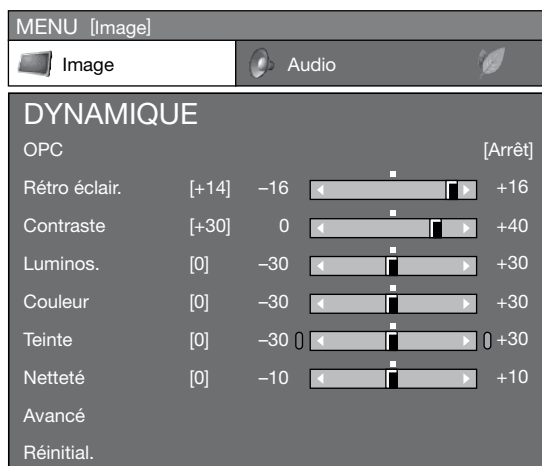 MENU [Image]
Image Audio
DYNAMIQUE
OPC [Arrêt]
Rétro éclair. [+14] –16 +16
Contraste [+30] 0 +40
Luminos. [0] –30 +30
Couleur [0] –30 +30
Teinte [0] –30 +30
Netteté [0] –10 +10
Avancé
Réinitial.